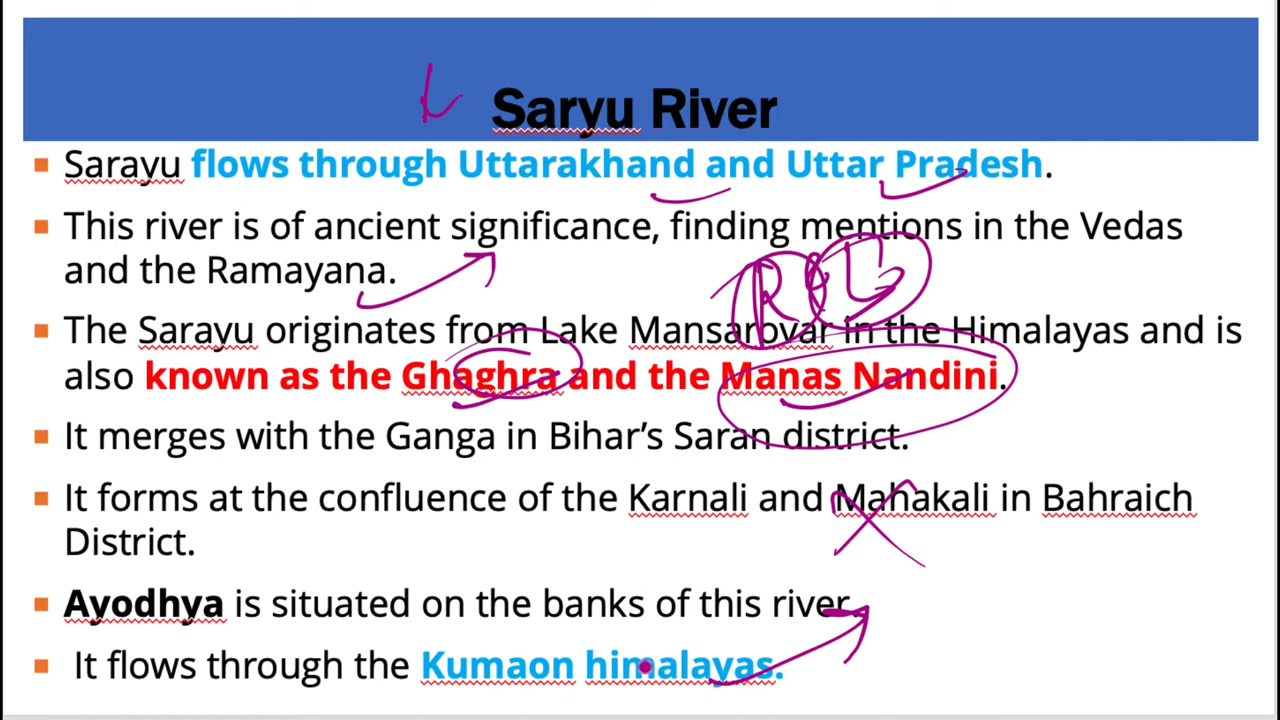 Saryu River
Sarayu flows through Uttarakhand and Uttar Pradesh.
This river is of ancient significance, finding mentions in the Vedas
and the Ramayana.
R L
The Sarayu originates from Lake Mansarovar in the Himalayas and is
also known as the Ghaghra and the Manas Nandini.
It merges with the Ganga in Bihar's Saran district.
It forms at the confluence of the Karnali and Mahakali in Bahraich
District.
Ayodhya is situated on the banks of this river.
It flows through the Kumaon himalayas.